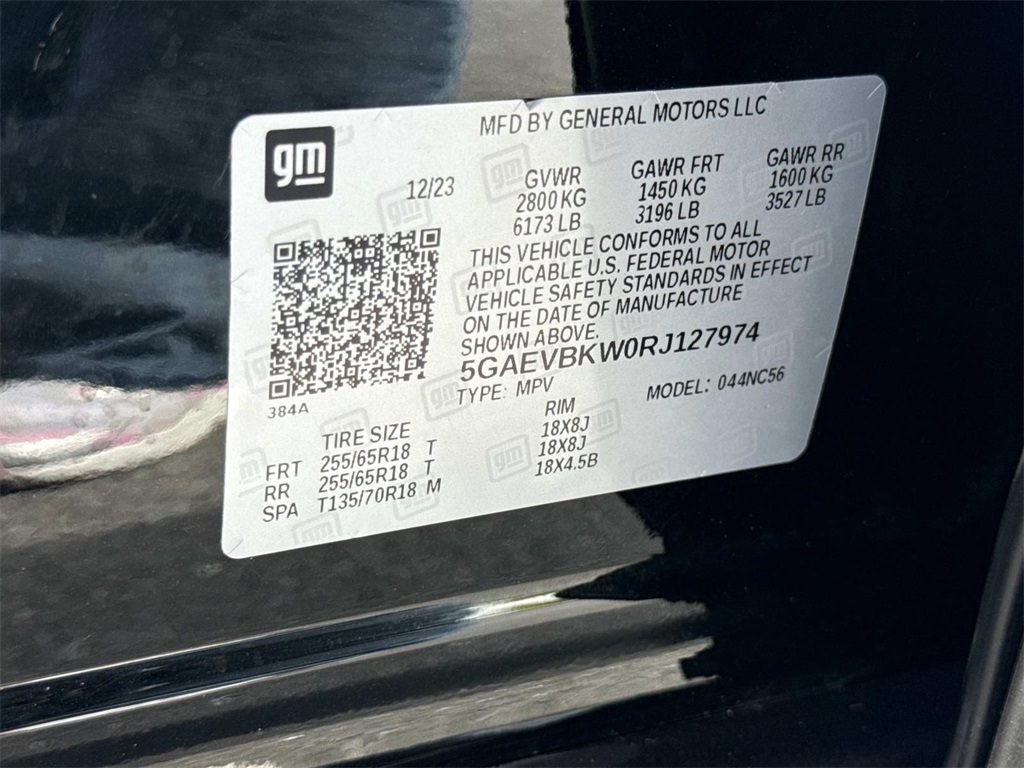 gm
MFD BY GENERAL MOTORS LLC
12/23
GVWR
2800 KG
6173 LB
GAWR FRT
1450 KG
3196 LB
GAWR RR
1600 KG
3527 LB
THIS VEHICLE CONFORMS TO ALL
APPLICABLE U.S. FEDERAL MOTOR
VEHICLE SAFETY STANDARDS IN EFFECT
ON THE DATE OF MANUFACTURE
SHOWN ABOVE.
5GAEVBKW0RJ127974
TYPE: MPV MODEL: 044NC56
384A
TIRE SIZE RIM
FRT 255/65R18 T 18X8J
RR 255/65R18 T 18X8J
SPA T135/70R18 M 18X4.5B